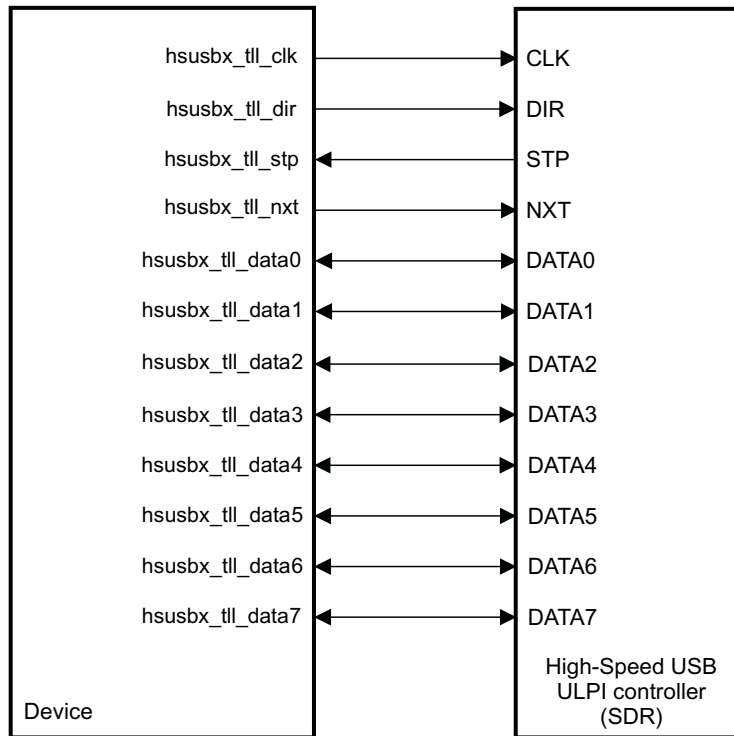 hsusbx_tll_clk CLK
hsusbx_tll_dir DIR
hsusbx_tll_stp STP
hsusbx_tll_nxt NXT
hsusbx_tll_data0 DATA0
hsusbx_tll_data1 DATA1
hsusbx_tll_data2 DATA2
hsusbx_tll_data3 DATA3
hsusbx_tll_data4 DATA4
hsusbx_tll_data5 DATA5
hsusbx_tll_data6 DATA6
hsusbx_tll_data7 DATA7
Device
High-Speed USB
ULPI controller
(SDR)